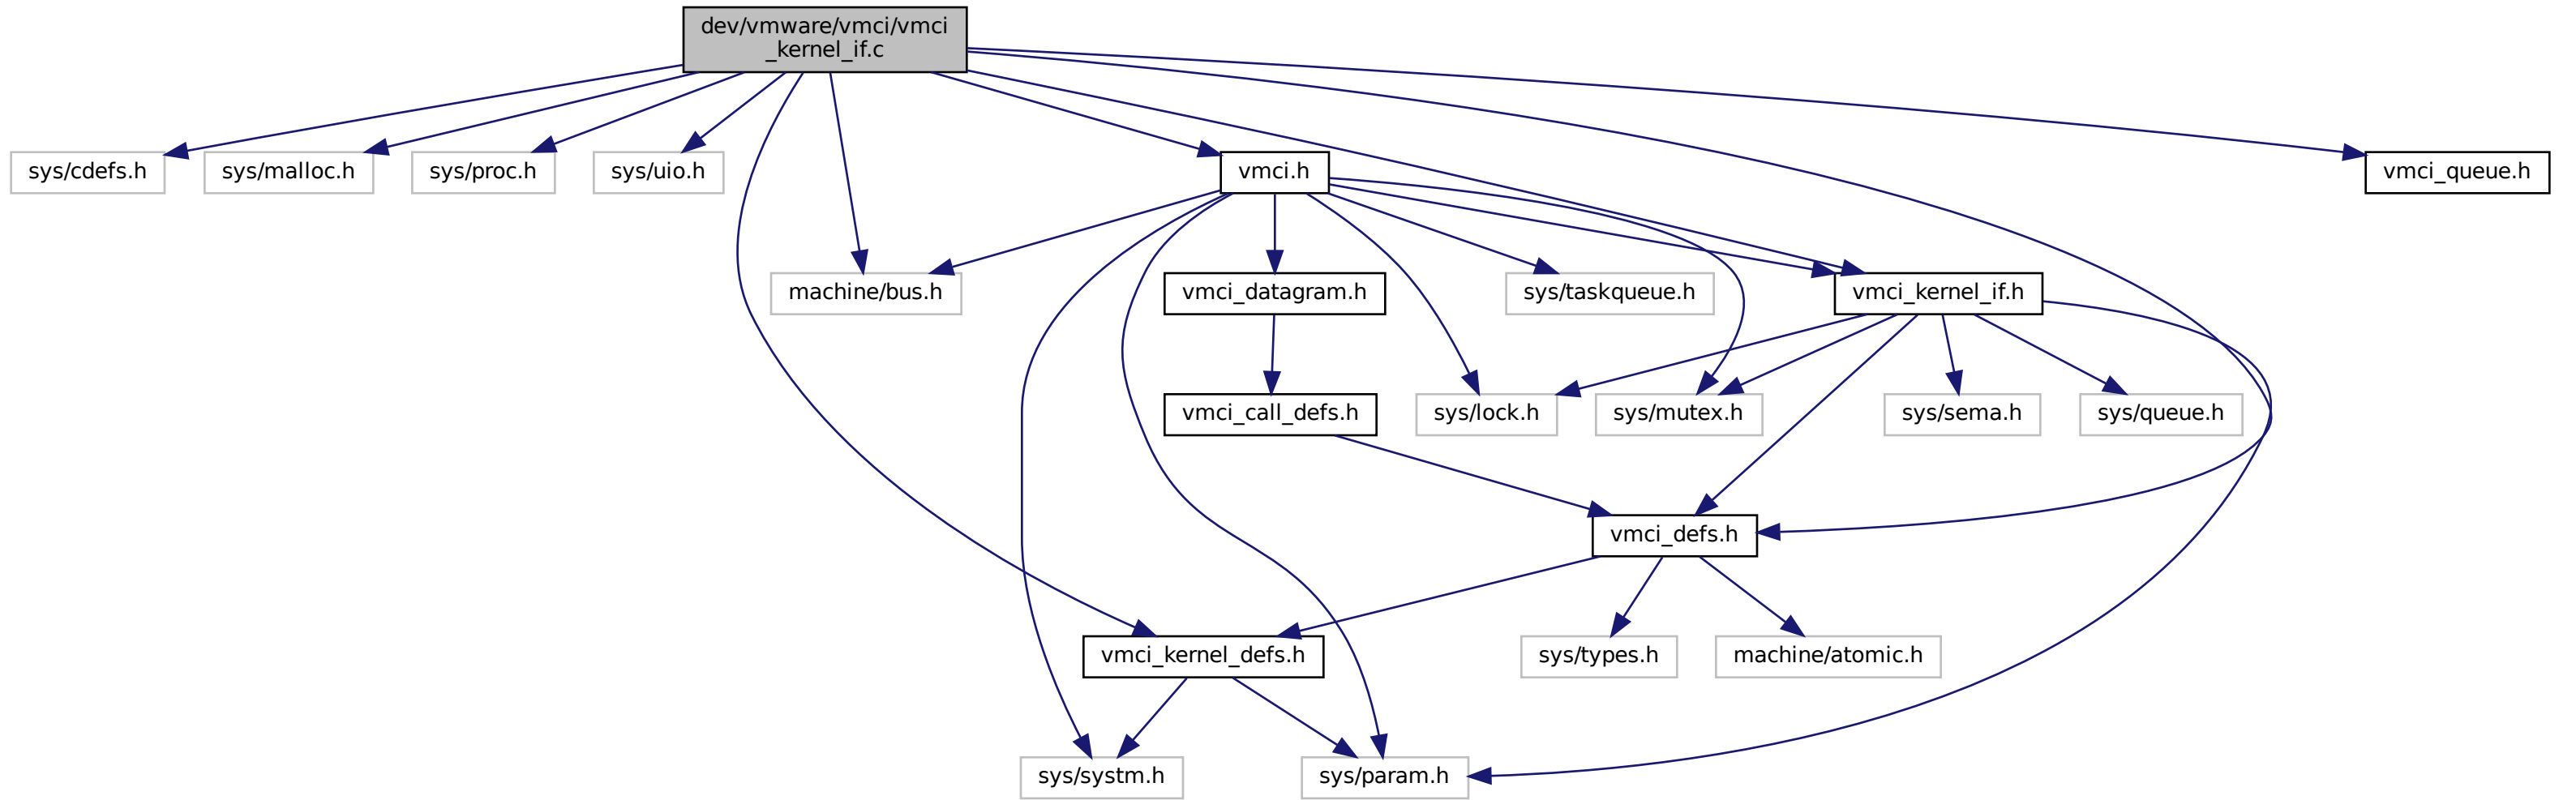 dev/vmware/vmci/vmci
_kernel_if.c
sys/cdefs.h
sys/malloc.h
sys/proc.h
sys/uio.h
vmci.h
vmci_queue.h
machine/bus.h
vmci_datagram.h
sys/taskqueue.h
vmci_kernel_if.h
vmci_call_defs.h
sys/lock.h
sys/mutex.h
sys/sema.h
sys/queue.h
vmci_defs.h
vmci_kernel_defs.h
sys/types.h
machine/atomic.h
sys/systm.h
sys/param.h